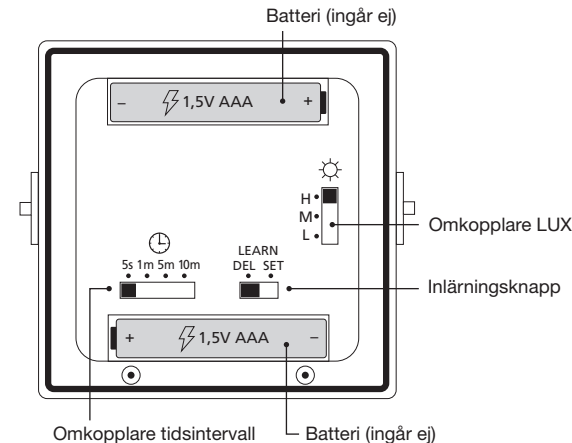 Batteri (ingår ej)
– 1,5V AAA +
H
M
L
Omkopplare LUX
5s 1m 5m 10m
LEARN
DEL SET
Inlärningsknapp
+ 1,5V AAA –
Omkopplare tidsintervall
Batteri (ingår ej)